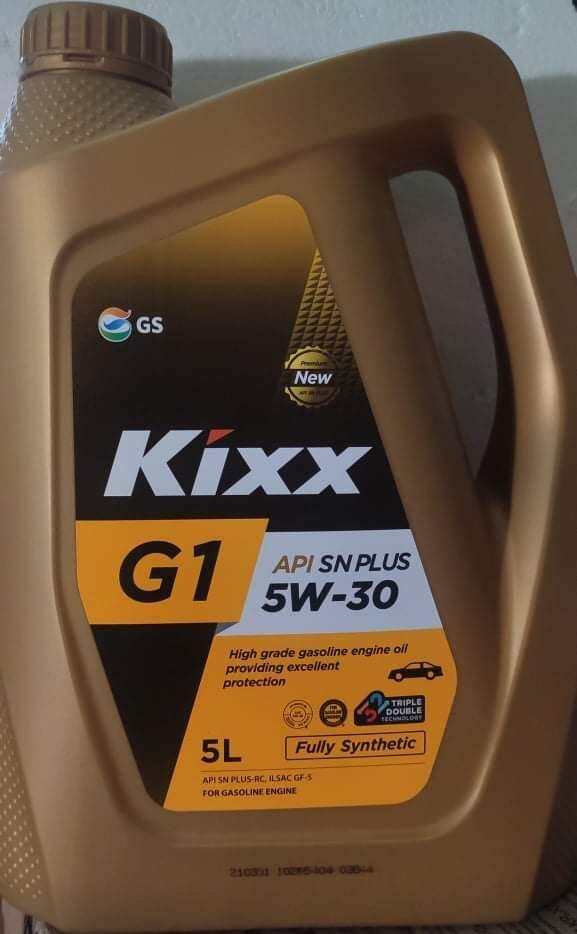 GS
Premium
New
Kixx
G1
API SN PLUS
5W-30
High grade gasoline engine oil
providing excellent
protection
TRIPLE
DOUBLE
TECHNOLOGY
5L
Fully Synthetic
API SN PLUS-RC, ILSAC GF-5
FOR GASOLINE ENGINE